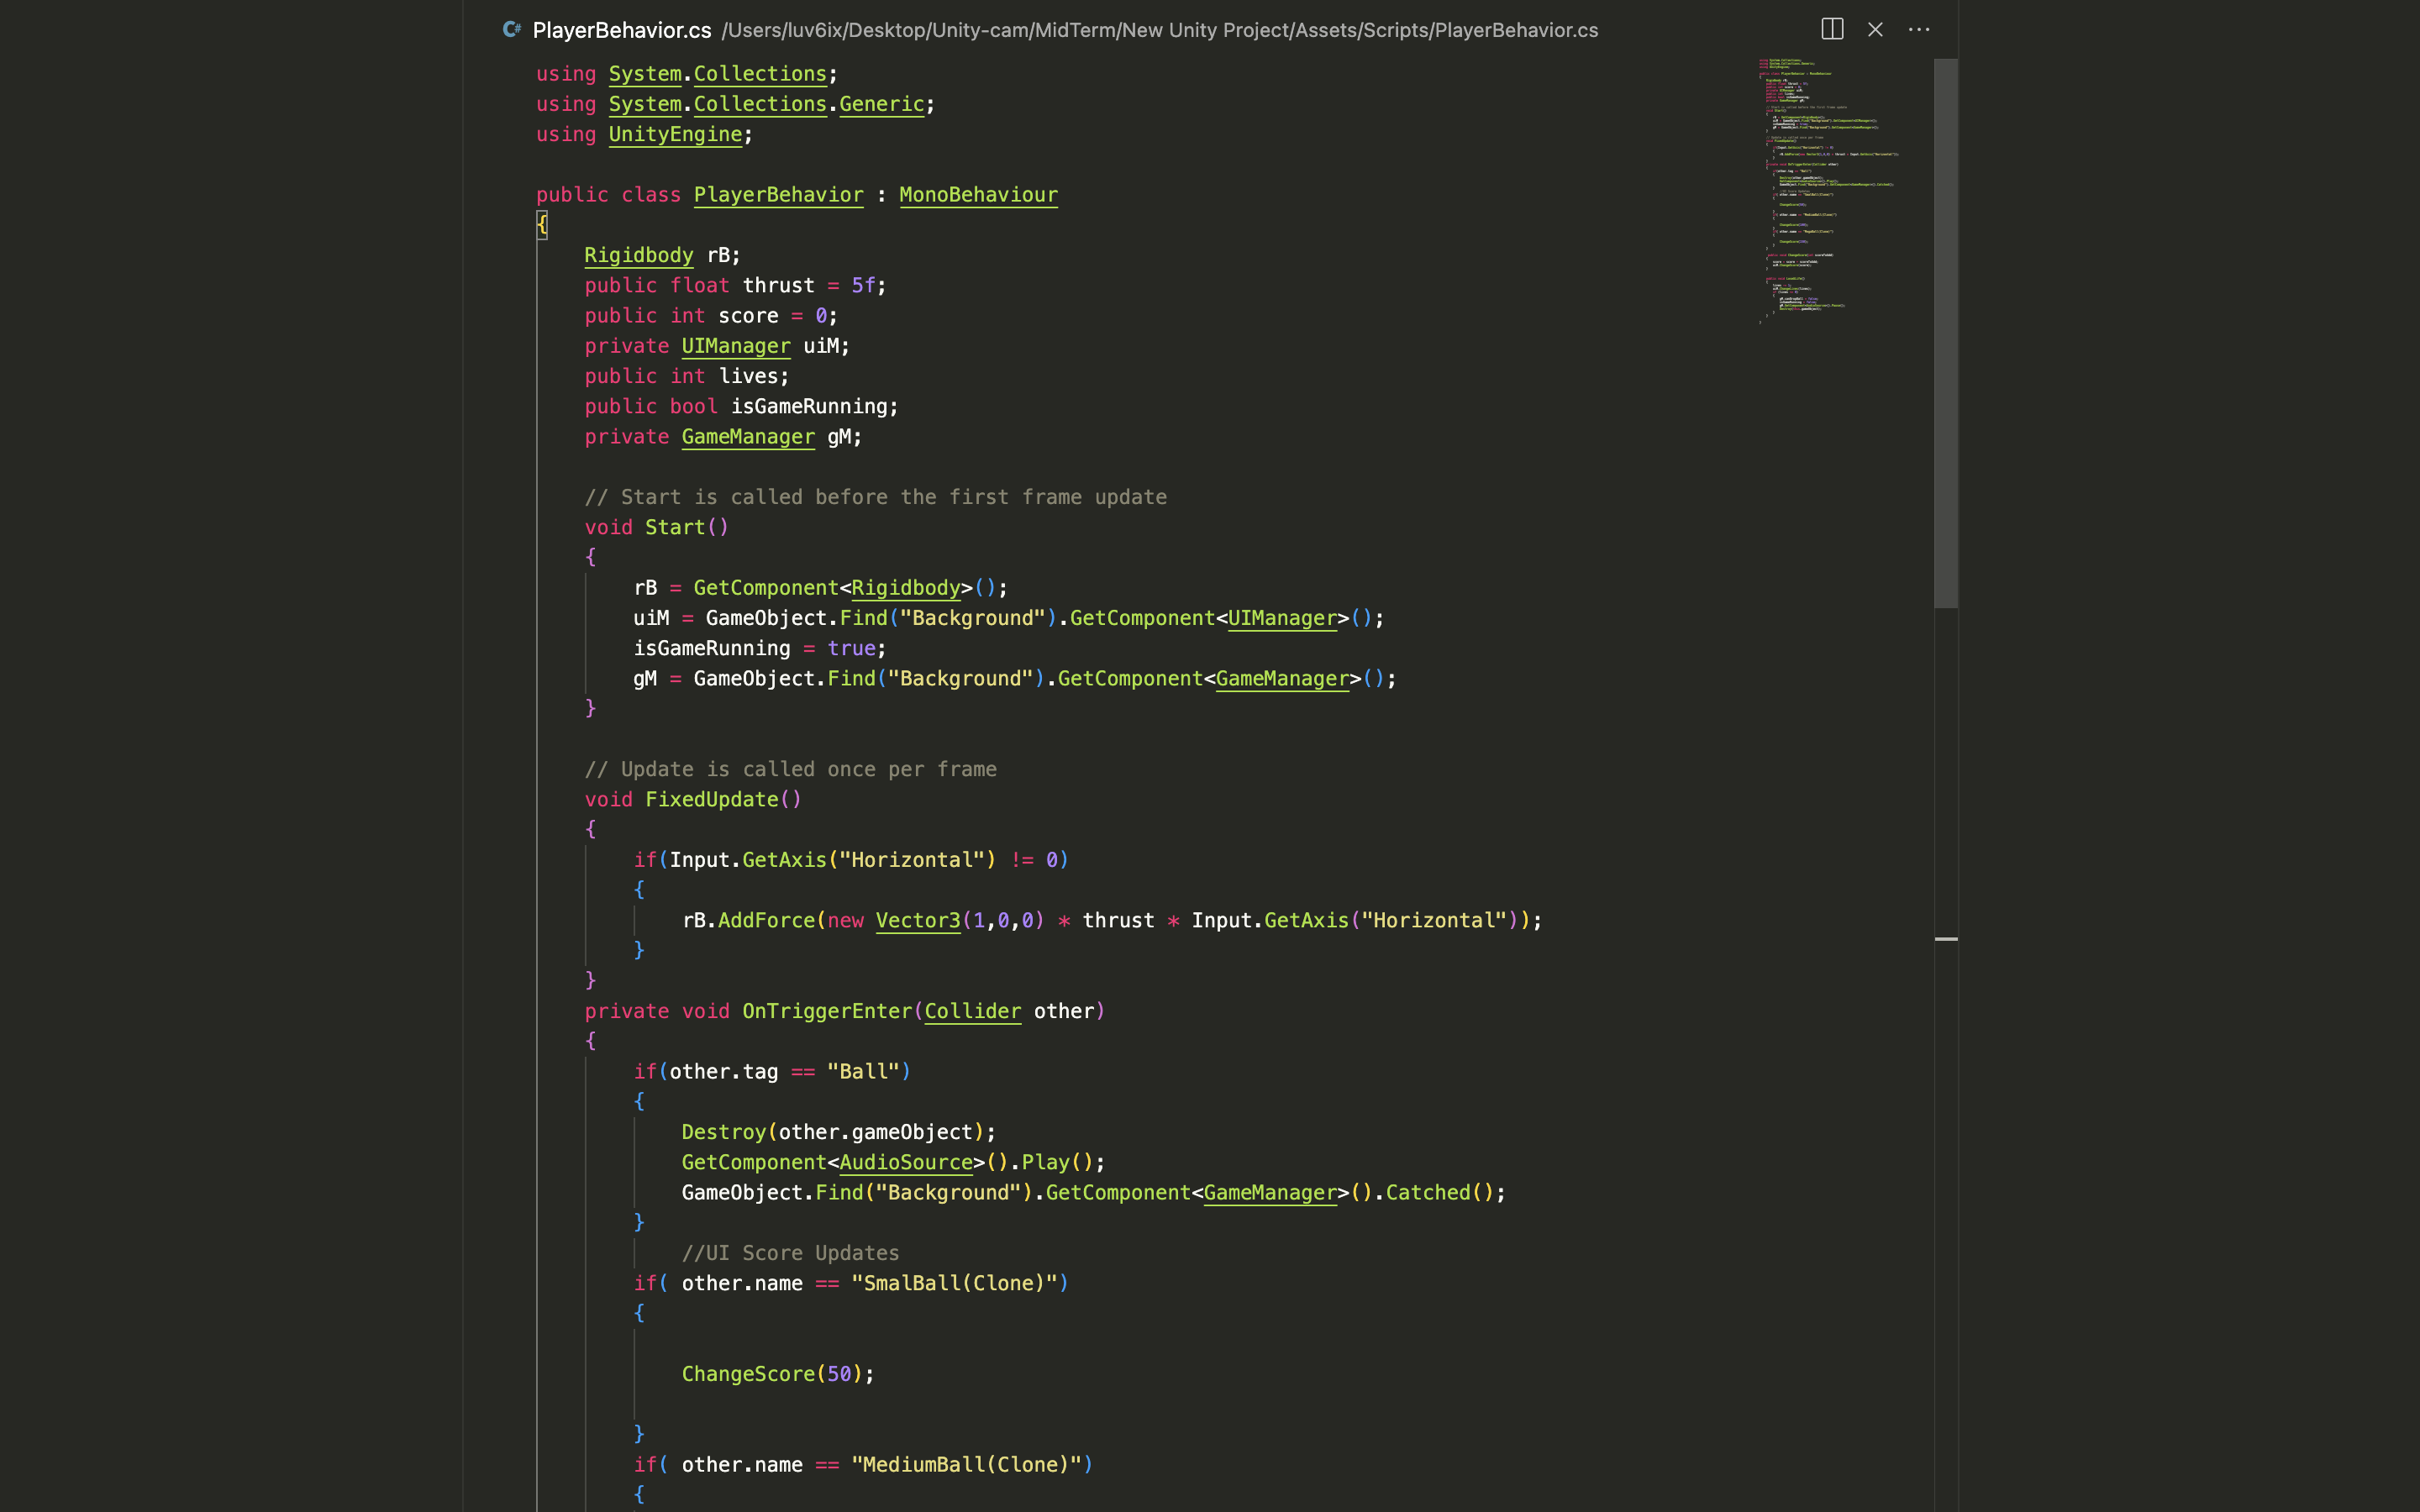 PlayerBehavior.cs /Users/luv6ix/Desktop/Unity-cam/MidTerm/New Unity Project/Assets/Scripts/PlayerBehavior.cs
using System.Collections;
using System.Collections.Generic;
using UnityEngine;
public class PlayerBehavior : MonoBehaviour
{
Rigidbody rB;
public float thrust = 5f;
public int score = 0;
private UIManager uiM;
public int lives;
public bool isGameRunning;
private GameManager gM;
// Start is called before the first frame update
void Start()
{
rB = GetComponent<Rigidbody>();
uiM = GameObject.Find("Background").GetComponent<UIManager>();
isGameRunning = true;
gM = GameObject.Find("Background").GetComponent<GameManager>();
}
// Update is called once per frame
void FixedUpdate()
{
if(Input.GetAxis("Horizontal") != 0)
{
rB.AddForce(new Vector3(1,0,0) * thrust * Input.GetAxis("Horizontal"));
}
}
private void OnTriggerEnter(Collider other)
{
if(other.tag == "Ball")
{
Destroy(other.gameObject);
GetComponent<AudioSource>().Play();
GameObject.Find("Background").GetComponent<GameManager>().Catched();
}
//UI Score Updates
if( other.name == "SmalBall(Clone)")
{
ChangeScore(50);
}
if( other.name == "MediumBall(Clone)")
{